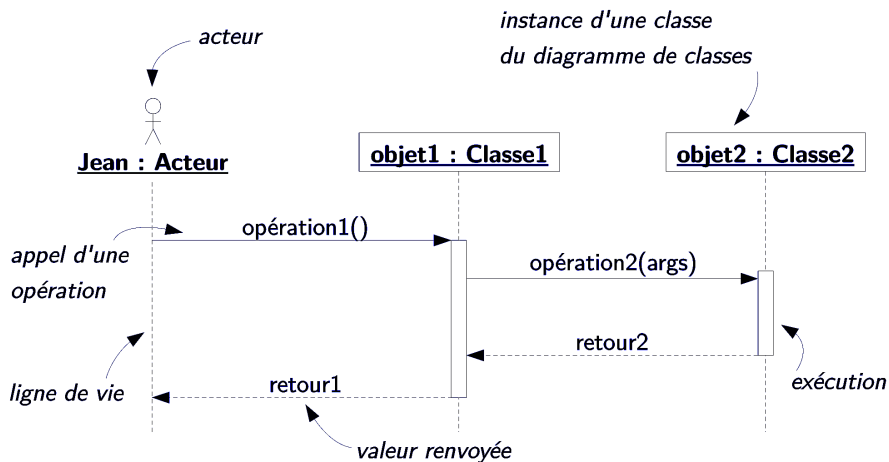 acteur
instance d'une classe
du diagramme de classes
Jean : Acteur
objet1 : Classe1
objet2 : Classe2
appel d'une
opération
opération1()
opération2(args)
retour2
ligne de vie
retour1
exécution
valeur renvoyée